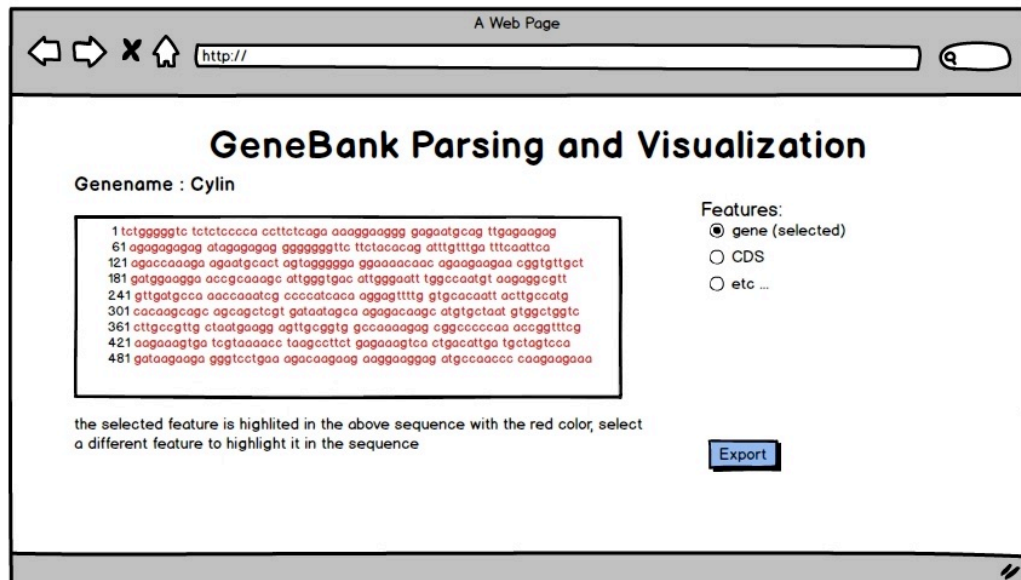 A Web Page
http://
GeneBank Parsing and Visualization
Genename : Cylin
1 tctgggggtc tctctcccca ccttctcaga aaaggaaggg gagaatgcag ttgagaagag
61 agagagagag atagagagag gggggggttc ttctacacag atttgtttga tttcaattca
121 agaccaaaga agaatgcact agtaggggga ggaaaacaac agaagaagaa cggtgttgct
181 gatggaagga accgcaaagc attgggtgac attgggaatt tggccaatgt aagaggcgtt
241 gttgatgcca aaccaaatcg ccccatcaca aggagttttg gtgcacaatt acttgccatg
301 cacaagcagc agcagctcgt gataatagca agagacaagc atgtgctaat gtggctggtc
361 cttgccgttg ctaatgaagg agttgcggtg gccaaaagag cggcccccaa accggtttcg
421 aagaaagtga tcgtaaaacc taagccttct gagaaagtca ctgacattga tgctagtcca
481 gataagaaga gggtcctgaa agacaagaag aaggaaggag atgccaaccc caagaagaaa
the selected feature is highlited in the above sequence with the red color, select
a different feature to highlight it in the sequence
Features:
gene (selected)
CDS
etc ...
Export